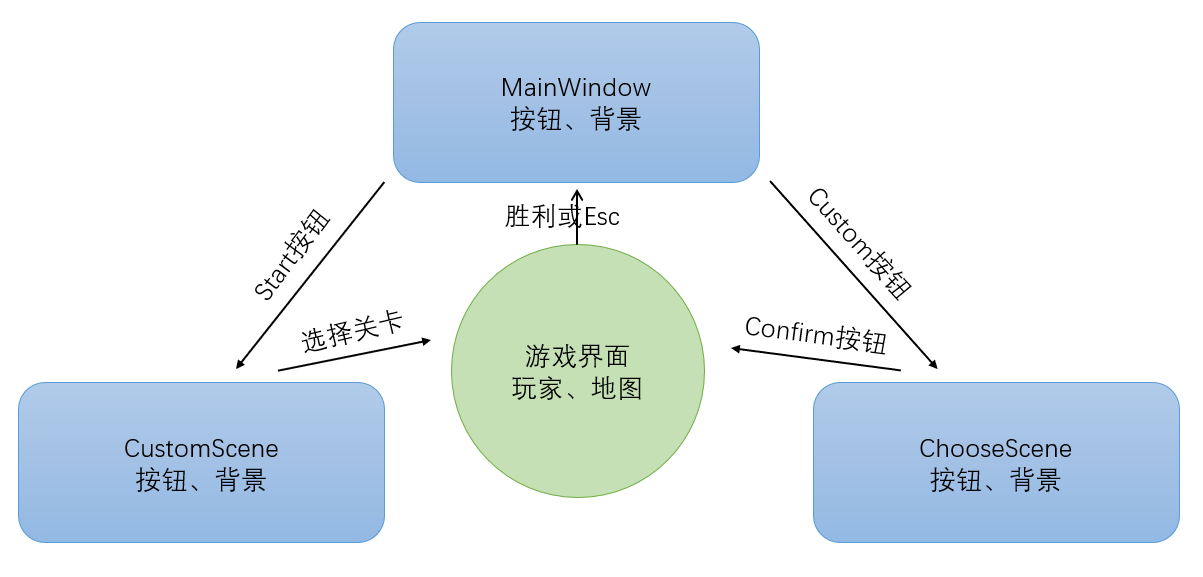 MainWindow
按钮、背景
胜利或Esc
Start按钮
Custom按钮
选择关卡
Confirm按钮
游戏界面
玩家、地图
CustomScene
按钮、背景
ChooseScene
按钮、背景